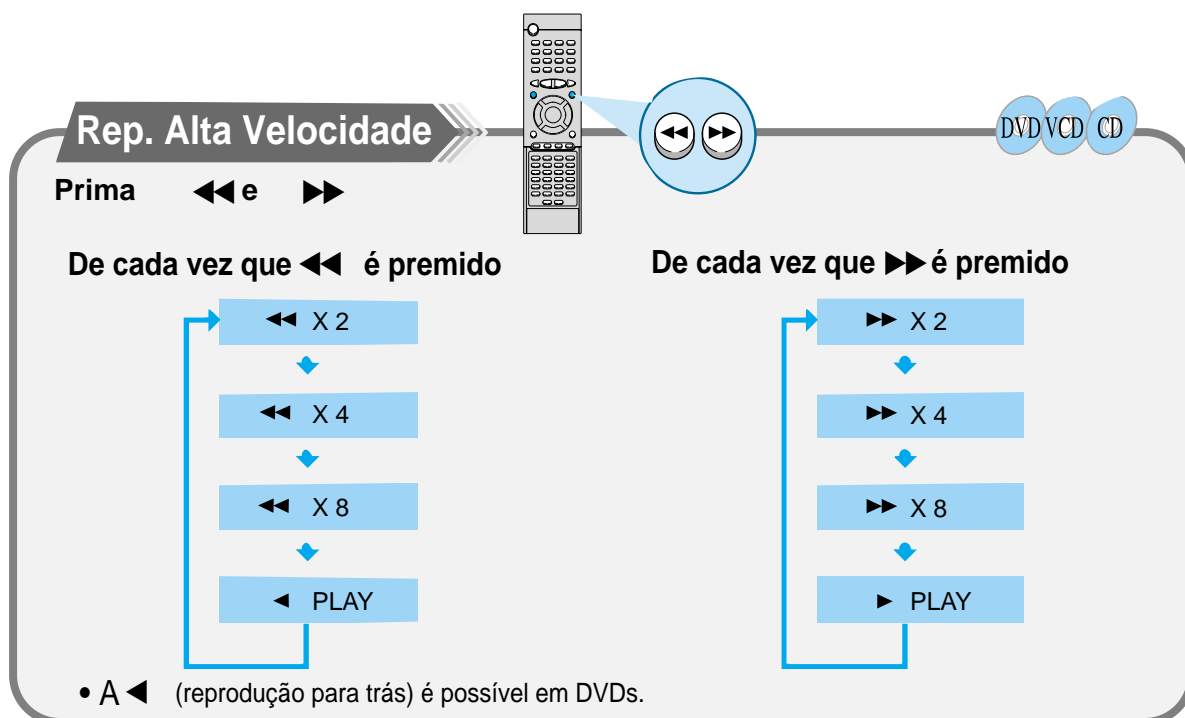 Rep. Alta Velocidade
DVD VCD CD
Prima ◀◀ e ▶▶
De cada vez que ◀◀ é premido
◀◀ X 2
◀◀ X 4
◀◀ X 8
◀ PLAY
De cada vez que ▶▶ é premido
▶▶ X 2
▶▶ X 4
▶▶ X 8
▶ PLAY
• A ◀ (reprodução para trás) é possível em DVDs.